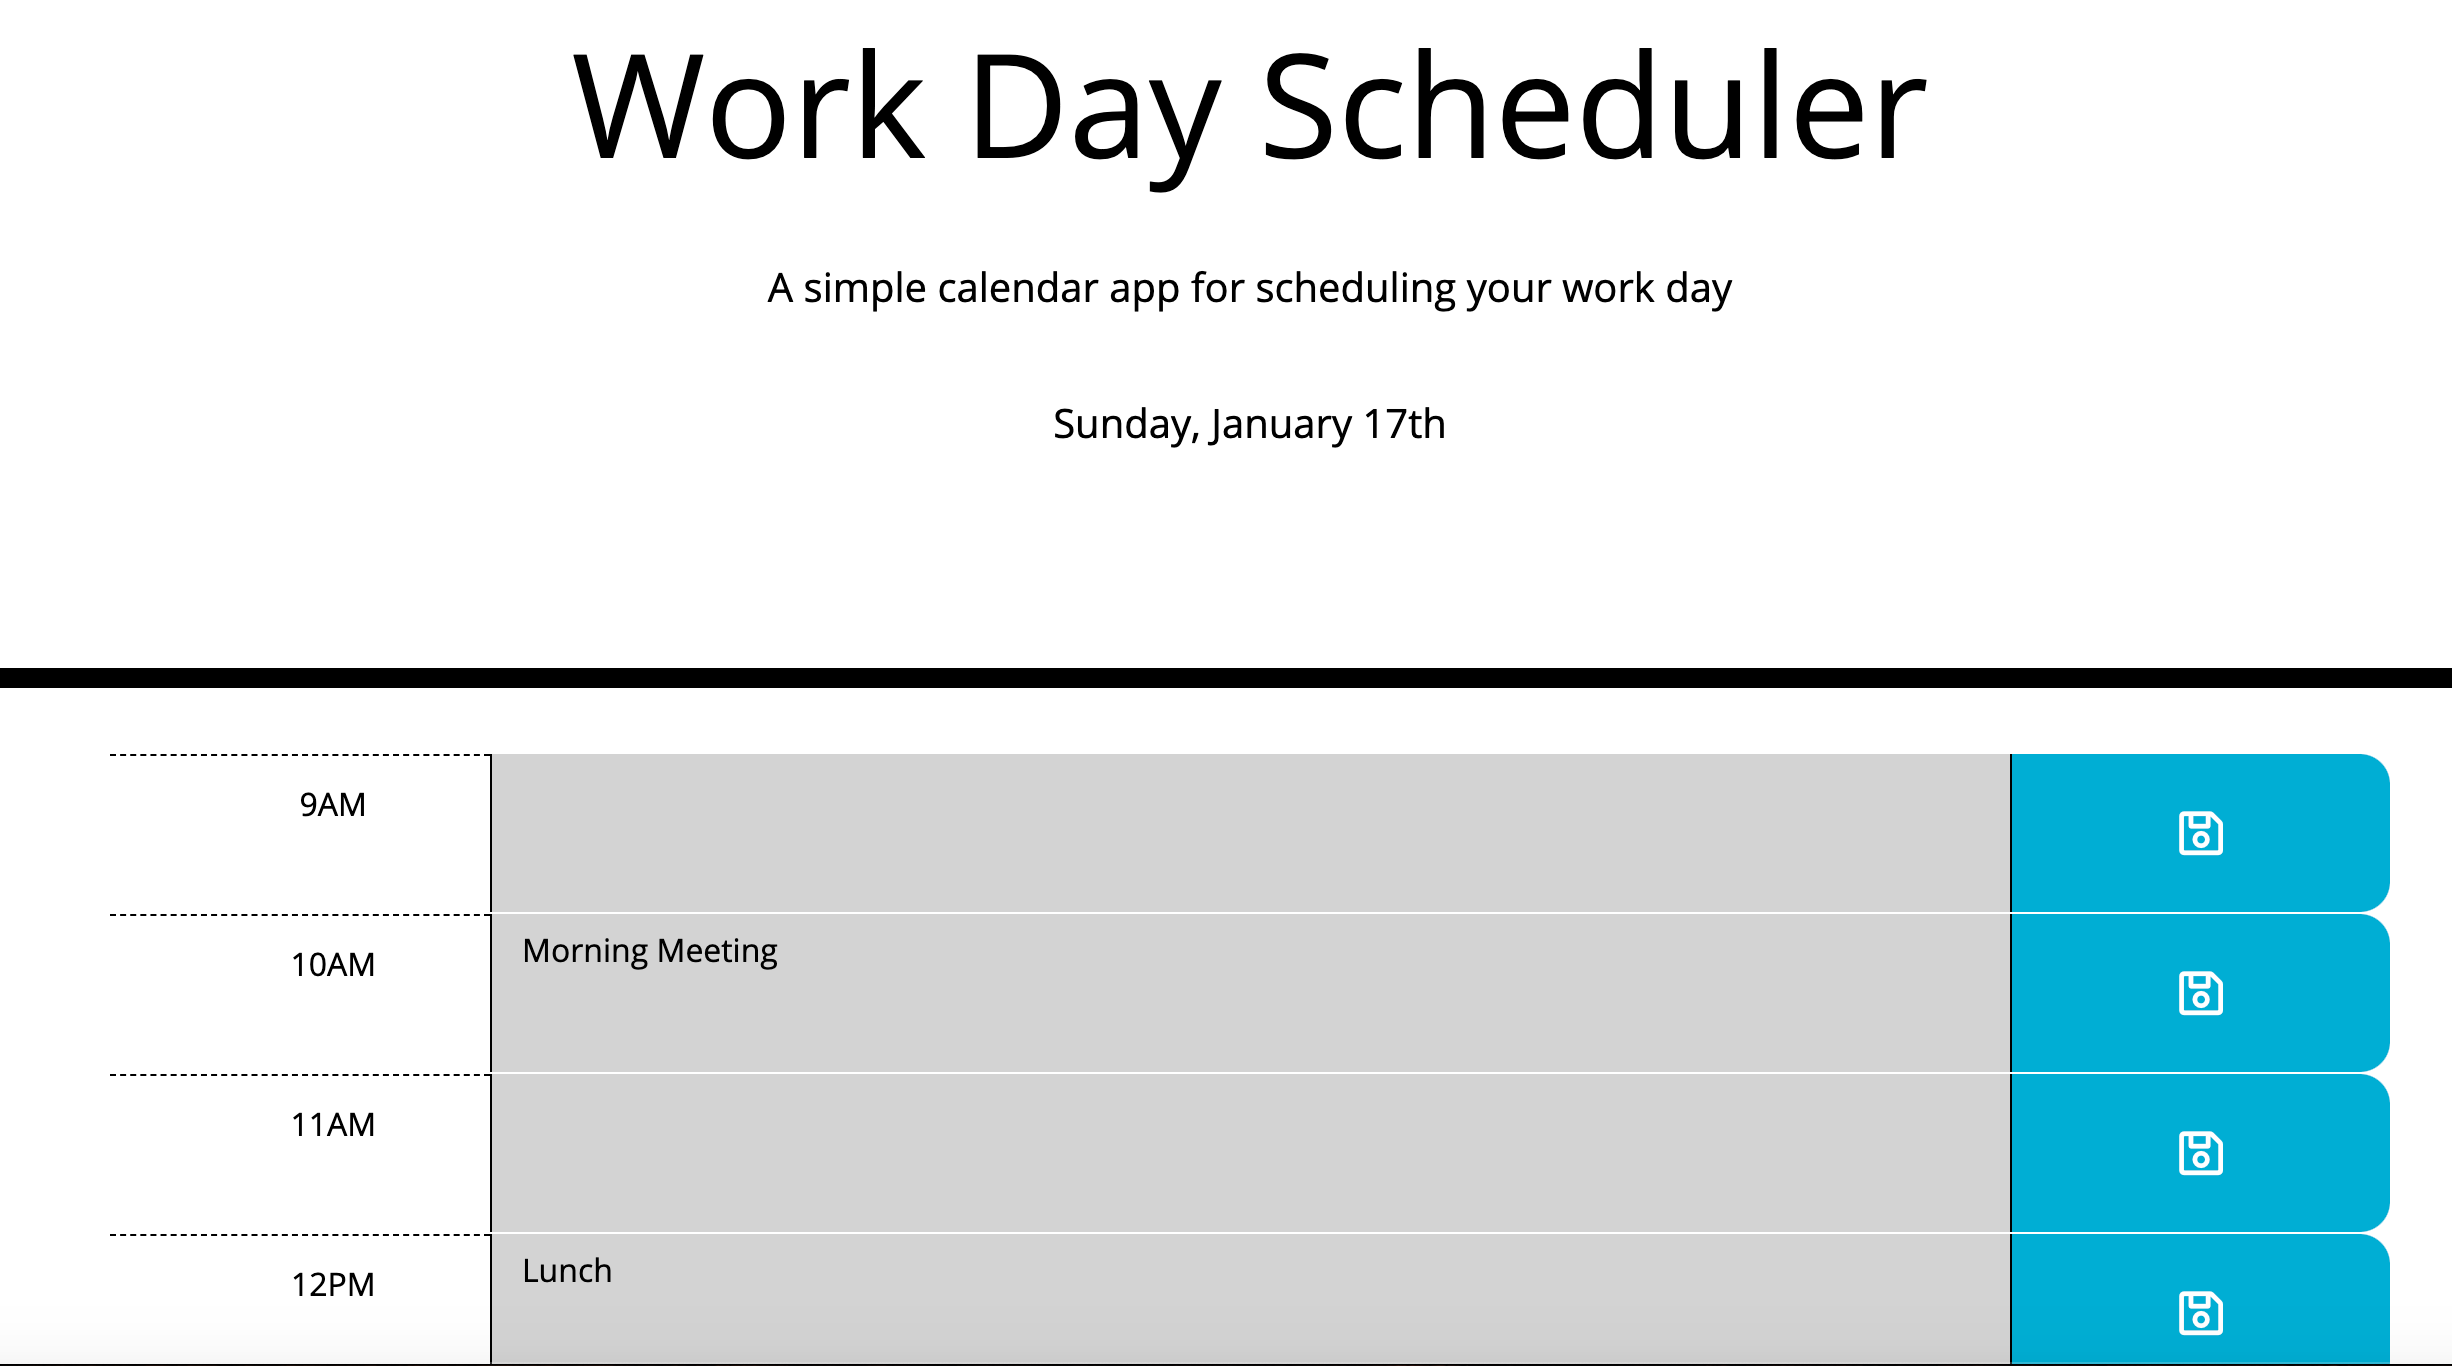 Work Day Scheduler
A simple calendar app for scheduling your work day
Sunday, January 17th
9AM
10AM
Morning Meeting
11AM
12PM
Lunch